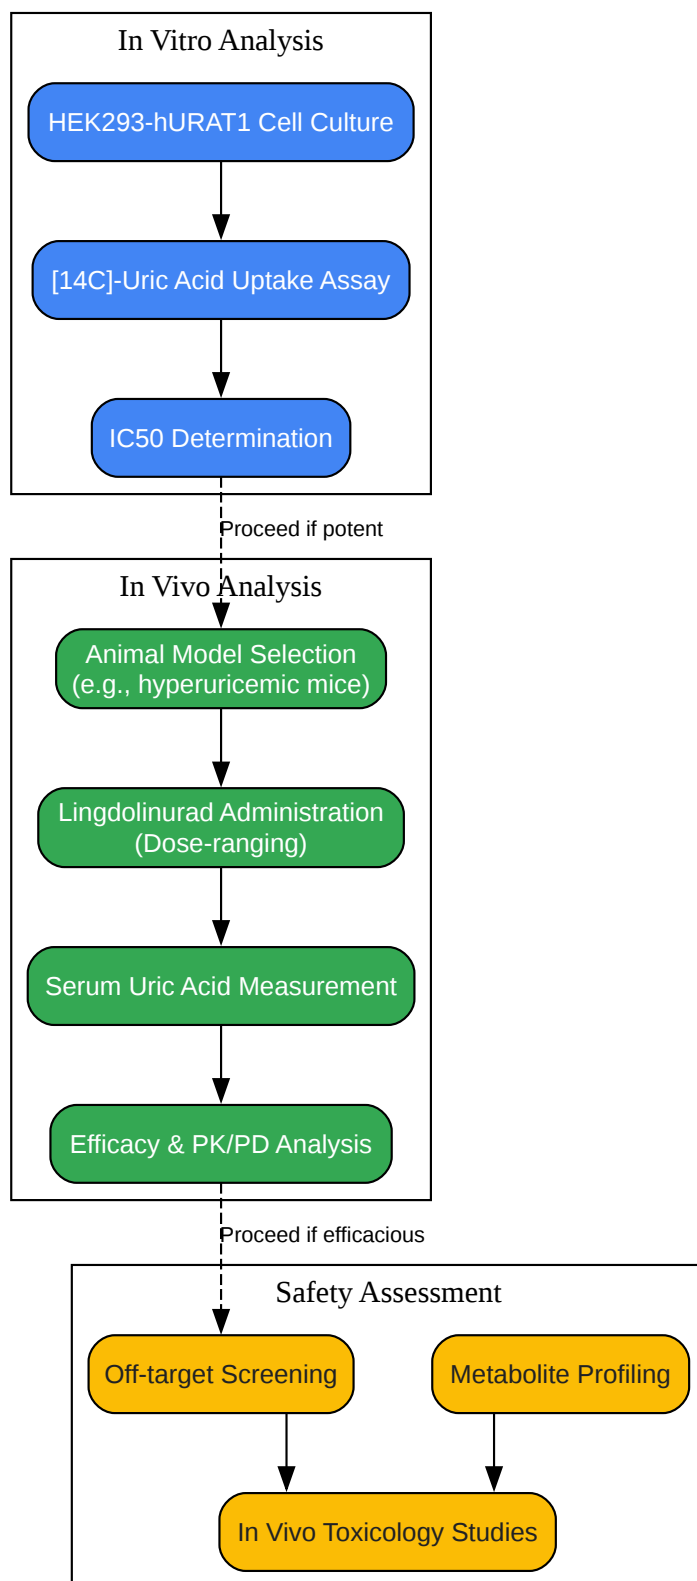 In Vitro Analysis
HEK293-hURAT1 Cell Culture
[14C]-Uric Acid Uptake Assay
IC50 Determination
Proceed if potent
In Vivo Analysis
Animal Model Selection
(e.g., hyperuricemic mice)
Lingdolinurad Administration
(Dose-ranging)
Serum Uric Acid Measurement
Efficacy & PK/PD Analysis
Proceed if efficacious
Safety Assessment
Off-target Screening
Metabolite Profiling
In Vivo Toxicology Studies